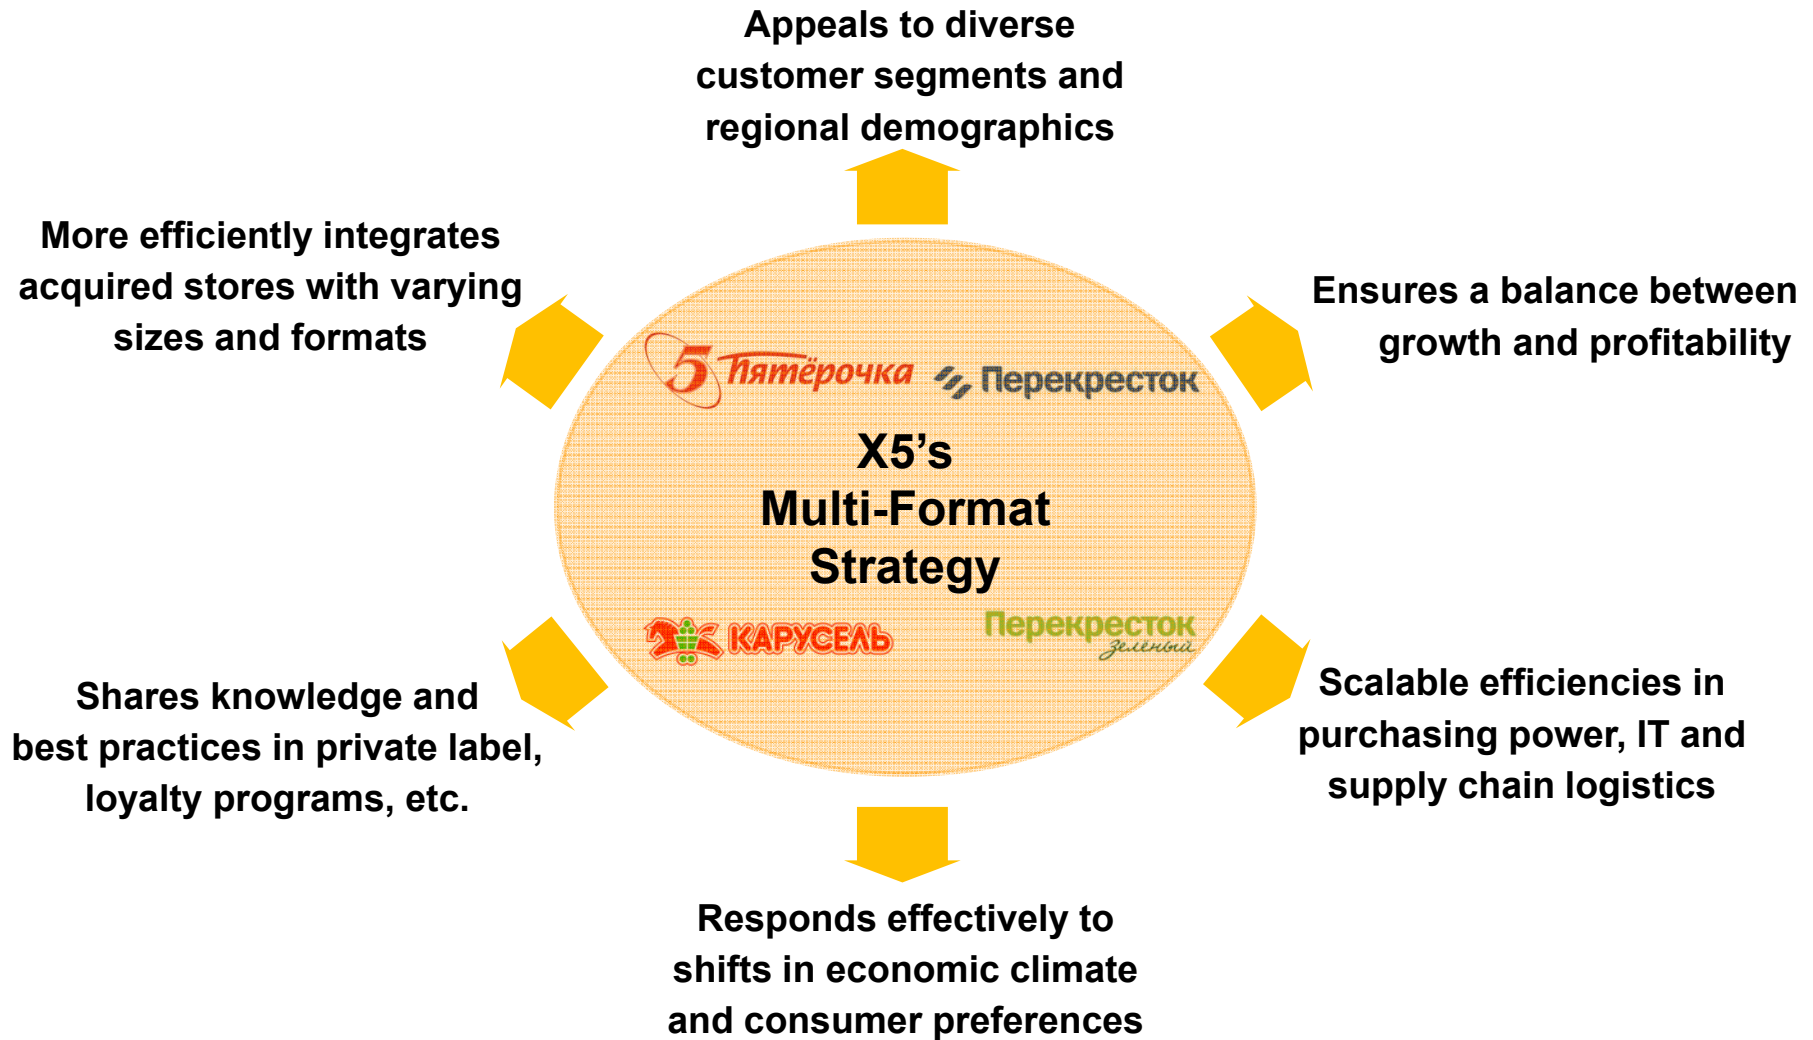 Appeals to diverse
customer segments and
regional demographics
More efficiently integrates
acquired stores with varying
sizes and formats
Ensures a balance between
growth and profitability
5 Пятёрочка
Перекресток
X5’s
Multi-Format
Strategy
КАРУСЕЛЬ
Перекресток
зеленый
Shares knowledge and
best practices in private label,
loyalty programs, etc.
Scalable efficiencies in
purchasing power, IT and
supply chain logistics
Responds effectively to
shifts in economic climate
and consumer preferences